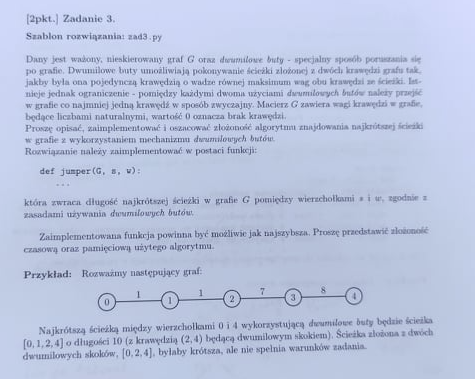 [2pkt.] Zadanie 3.
Szablon rozwiązania: zad3.py
Dany jest ważony, nieskierowany graf G oraz dwumilowe buty - specjalny sposób poruszania się
po grafie. Dwumilowe buty umożliwiają pokonywanie ścieżki złożonej z dwóch krawędzi grafu tak,
jakby była ona pojedynczą krawędzią o wadze równej maksimum wag obu krawędzi ze ścieżki. Ist-
nieje jednak ograniczenie - pomiędzy każdymi dwoma użyciami dwumilowych butów należy przejść
w grafie co najmniej jedną krawędź w sposób zwyczajny. Macierz G zawiera wagi krawędzi w grafie,
będące liczbami naturalnymi, wartość 0 oznacza brak krawędzi.
Proszę opisać, zaimplementować i oszacować złożoność algorytmu znajdowania najkrótszej ścieżki
w grafie z wykorzystaniem mechanizmu dwumilowych butów.
Rozwiązanie należy zaimplementować w postaci funkcji:
def jumper(G, s, w):
...
która zwraca długość najkrótszej ścieżki w grafie G pomiędzy wierzchołkami s i w, zgodnie z
zasadami używania dwumilowych butów.
Zaimplementowana funkcja powinna być możliwie jak najszybsza. Proszę przedstawić złożoność
czasową oraz pamięciową użytego algorytmu.
Przykład: Rozważmy następujący graf:
0 1 1 1 2 7 3 8 4
Najkrótszą ścieżką między wierzchołkami 0 i 4 wykorzystującą dwumilowe buty będzie ścieżka
[0, 1, 2, 4] o długości 10 (z krawędzią (2, 4) będącą dwumilowym skokiem). Ścieżka złożona z dwóch
dwumilowych skoków, [0, 2, 4], byłaby krótsza, ale nie spełnia warunków zadania.